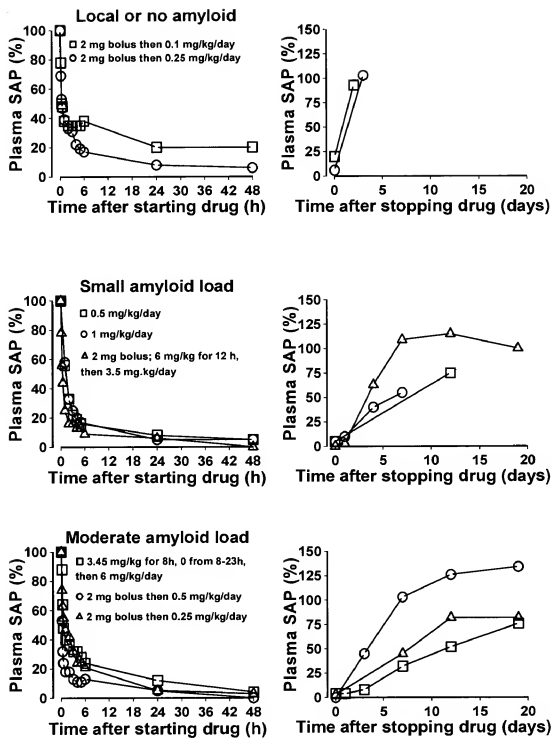 Local or no amyloid
100
80
60
40
20
0
Plasma SAP (%)
2 mg bolus then 0.1 mg/kg/day
2 mg bolus then 0.25 mg/kg/day
0 6 12 18 24 30 36 42 48
Time after starting drug (h)
150
125
100
75
50
25
0
Plasma SAP (%)
0 5 10 15 20
Time after stopping drug (days)
Small amyloid load
100
80
60
40
20
0
Plasma SAP (%)
0.5 mg/kg/day
1 mg/kg/day
2 mg bolus; 6 mg/kg for 12 h,
then 3.5 mg.kg/day
0 6 12 18 24 30 36 42 48
Time after starting drug (h)
150
125
100
75
50
25
0
Plasma SAP (%)
0 5 10 15 20
Time after stopping drug (days)
Moderate amyloid load
100
80
60
40
20
0
Plasma SAP (%)
3.45 mg/kg for 8h, 0 from 8-23h,
then 6 mg/kg/day
2 mg bolus then 0.5 mg/kg/day
2 mg bolus then 0.25 mg/kg/day
0 6 12 18 24 30 36 42 48
Time after starting drug (h)
150
125
100
75
50
25
0
Plasma SAP (%)
0 5 10 15 20
Time after stopping drug (days)